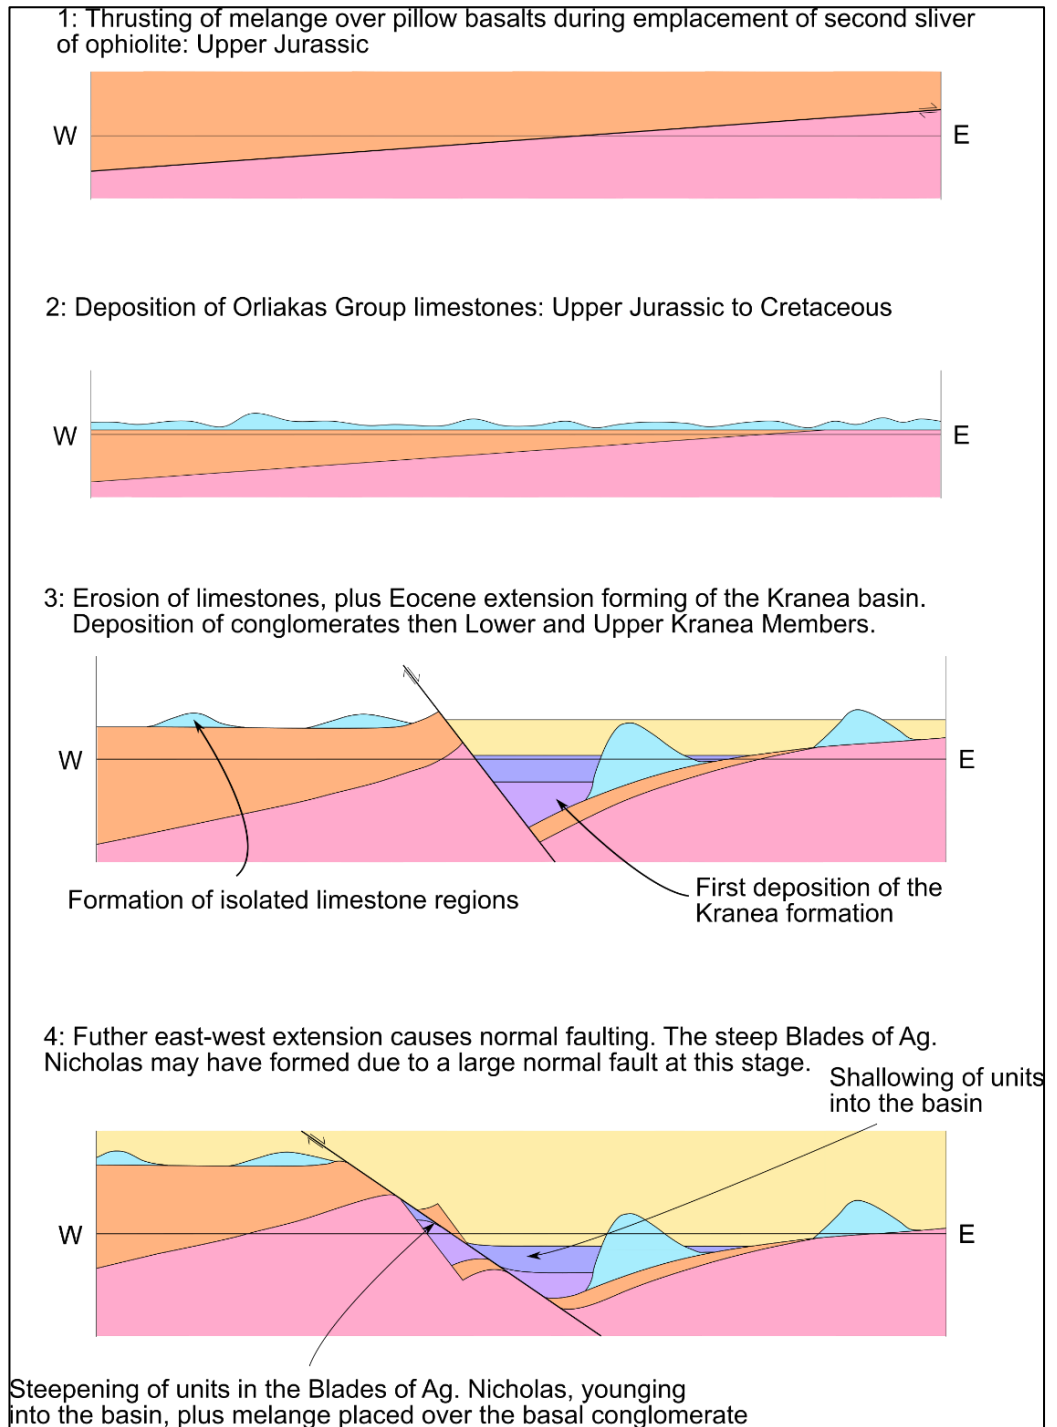 1: Thrusting of melange over pillow basalts during emplacement of second sliver
of ophiolite: Upper Jurassic
W
E
2: Deposition of Orliakas Group limestones: Upper Jurassic to Cretaceous
W
E
3: Erosion of limestones, plus Eocene extension forming of the Kranea basin.
Deposition of conglomerates then Lower and Upper Kranea Members.
W
E
Formation of isolated limestone regions
First deposition of the
Kranea formation
4: Futher east-west extension causes normal faulting. The steep Blades of Ag.
Nicholas may have formed due to a large normal fault at this stage.
Shallowing of units
into the basin
W
E
Steepening of units in the Blades of Ag. Nicholas, younging
into the basin, plus melange placed over the basal conglomerate